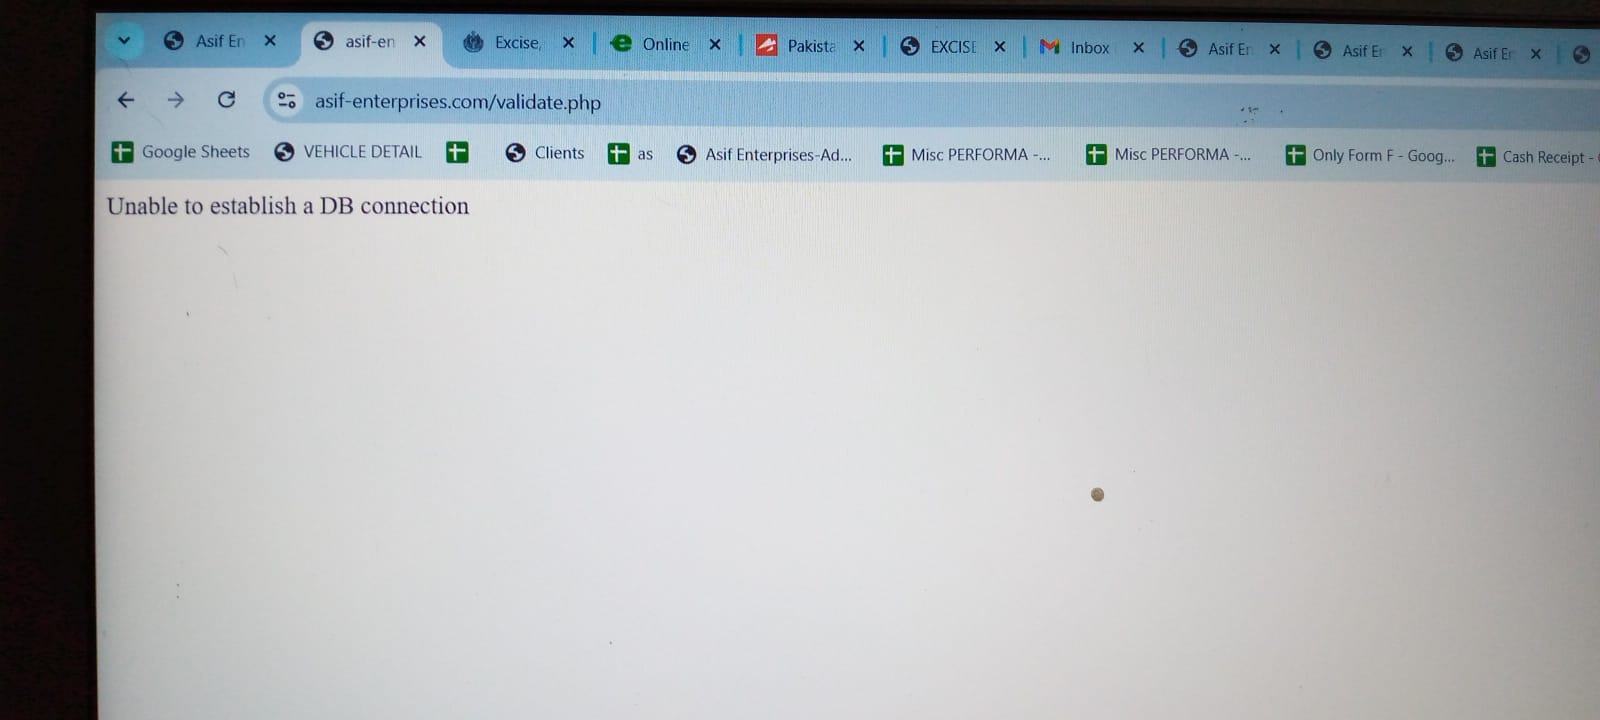 Asif En asif-en Excise, Online Pakista EXCISE Inbox Asif En Asif E Asif En
asif-enterprises.com/validate.php
Google Sheets VEHICLE DETAIL Clients as Asif Enterprises-Ad... Misc PERFORMA -... Misc PERFORMA -... Only Form F - Goog... Cash Receipt -
Unable to establish a DB connection